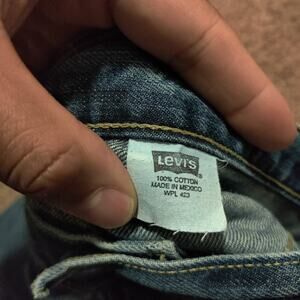 Levi's
100% COTTON
MADE IN MEXICO
WPL 423